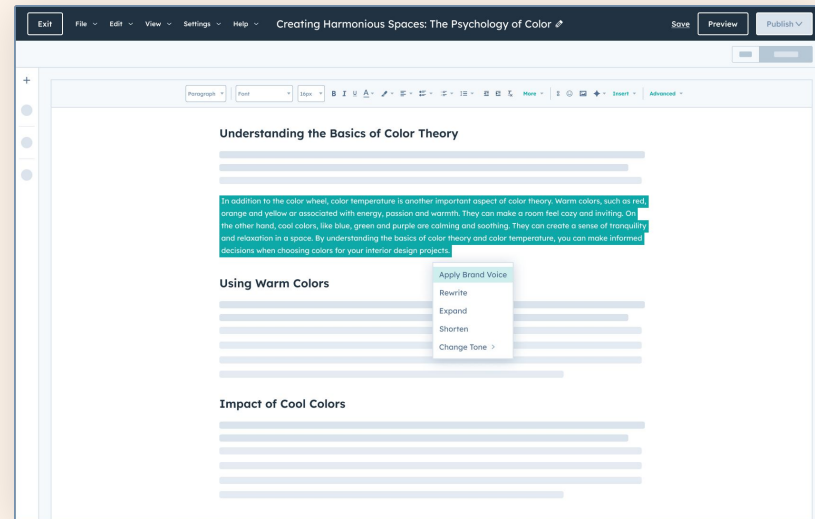 Exit File Edit View Settings Help Creating Harmonious Spaces: The Psychology of Color Save Preview Publish
Paragraph Font 16px B I U A More Insert Advanced
Understanding the Basics of Color Theory
In addition to the color wheel, color temperature is another important aspect of color theory. Warm colors, such as red,
orange and yellow ar associated with energy, passion and warmth. They can make a room feel cozy and inviting. On
the other hand, cool colors, like blue, green and purple are calming and soothing. They can create a sense of tranquility
and relaxation in a space. By understanding the basics of color theory and color temperature, you can make informed
decisions when choosing colors for your interior design projects.
Apply Brand Voice
Using Warm Colors
Rewrite
Expand
Shorten
Change Tone
Impact of Cool Colors